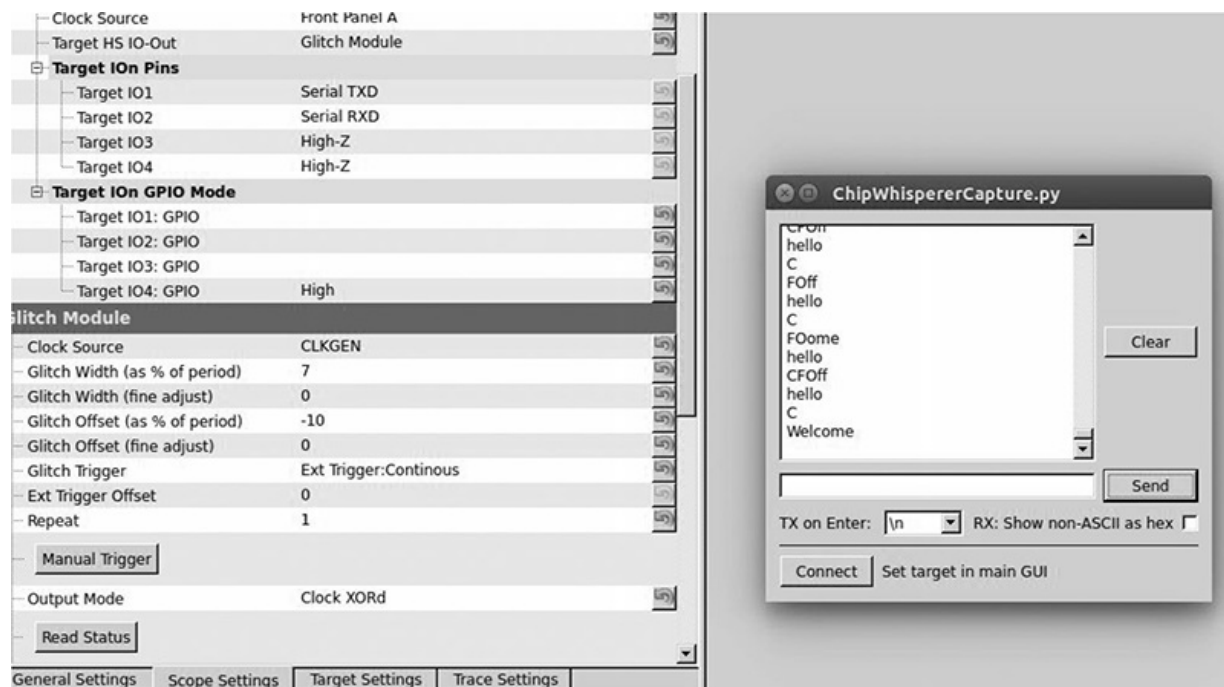 Clock Source Front Panel A
Target HS IO-Out Glitch Module
Target IOn Pins
Target IO1 Serial TXD
Target IO2 Serial RXD
Target IO3 High-Z
Target IO4 High-Z
Target IOn GPIO Mode
Target IO1: GPIO
Target IO2: GPIO
Target IO3: GPIO
Target IO4: GPIO High
Glitch Module
Clock Source CLKGEN
Glitch Width (as % of period) 7
Glitch Width (fine adjust) 0
Glitch Offset (as % of period) -10
Glitch Offset (fine adjust) 0
Glitch Trigger Ext Trigger:Continous
Ext Trigger Offset 0
Repeat 1
Manual Trigger
Output Mode Clock XORd
Read Status
General Settings Scope Settings Target Settings Trace Settings
ChipWhispererCapture.py
CFOff
hello
C
FOff
hello
C
FOome
hello
CFOff
hello
C
Welcome
Clear
Send
TX on Enter: \n RX: Show non-ASCII as hex
Connect Set target in main GUI